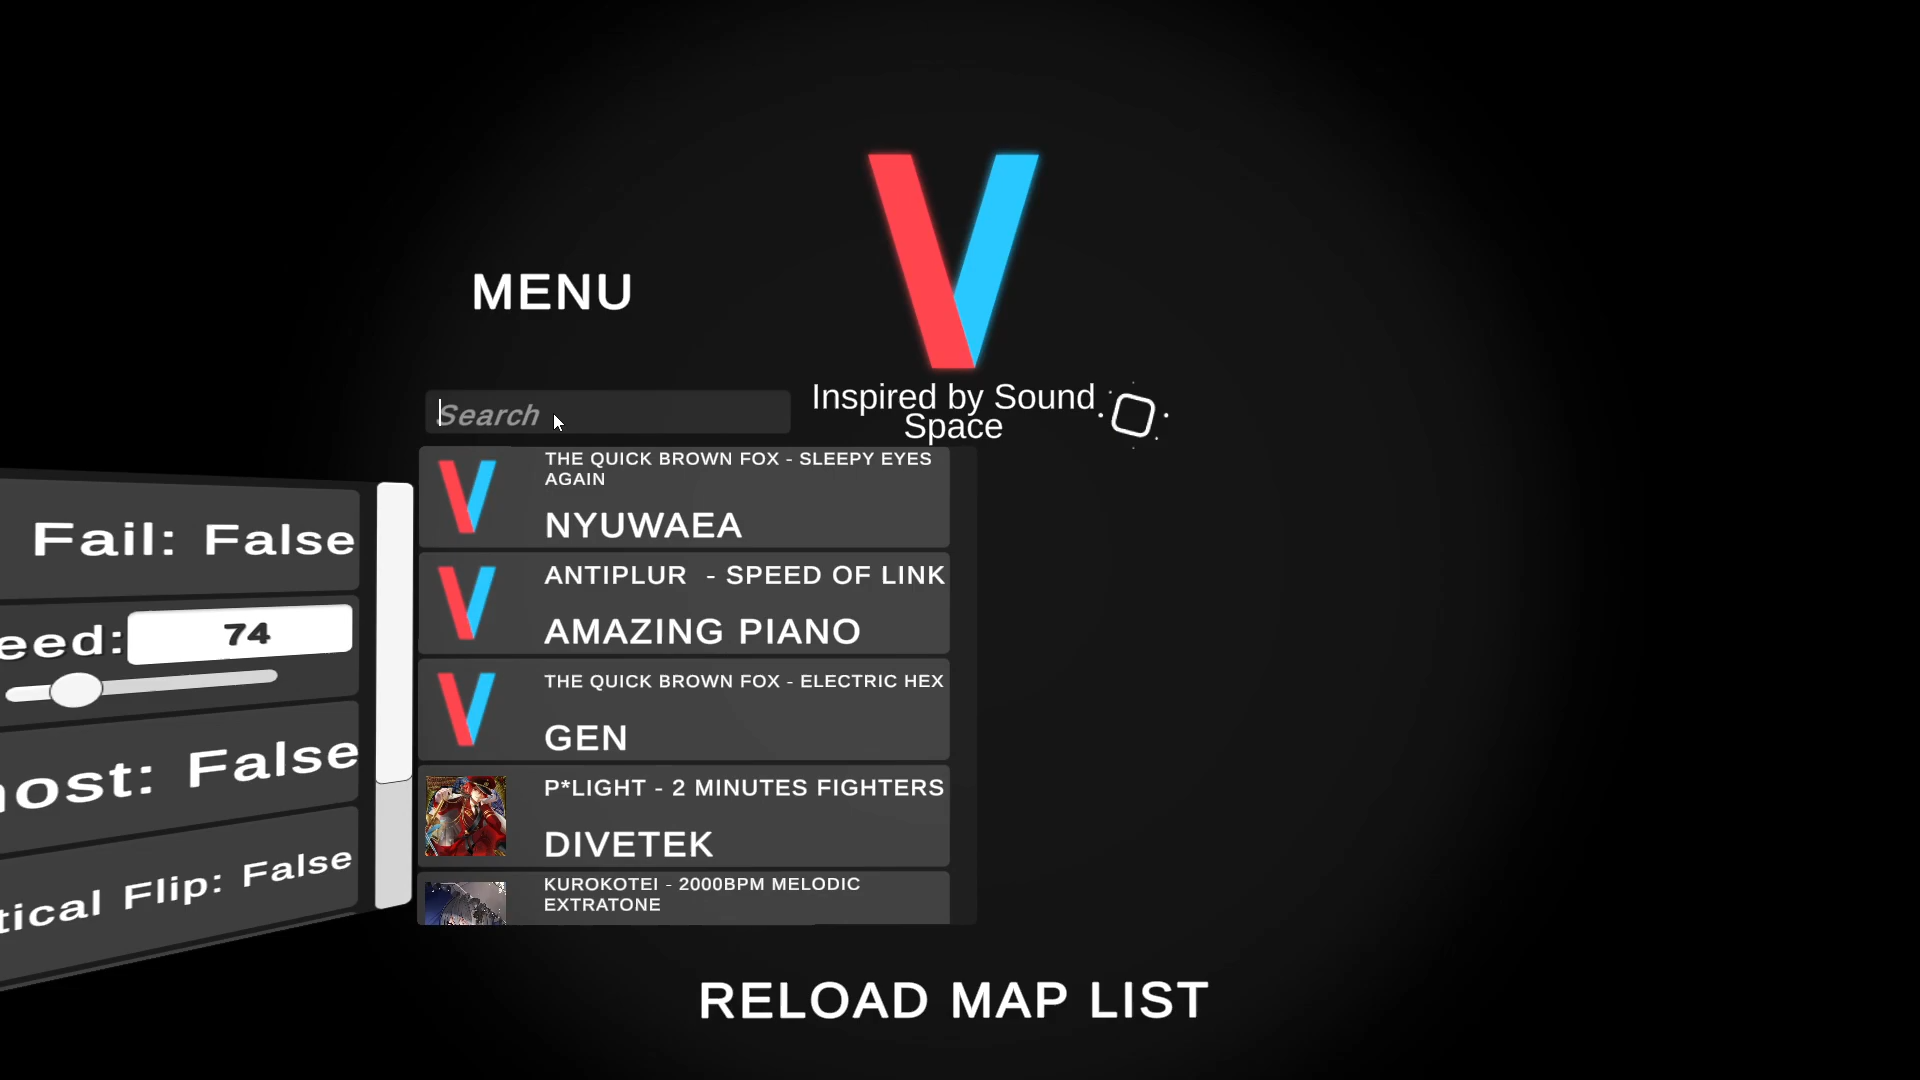 MENU
Search
Inspired by Sound
Space
THE QUICK BROWN FOX - SLEEPY EYES
AGAIN
NYUWAEA
ANTIPLUR - SPEED OF LINK
AMAZING PIANO
THE QUICK BROWN FOX - ELECTRIC HEX
GEN
P*LIGHT - 2 MINUTES FIGHTERS
DIVETEK
KUROKOTEI - 2000BPM MELODIC
EXTRATONE
Fail: False
eed: 74
host: False
tical Flip: False
RELOAD MAP LIST